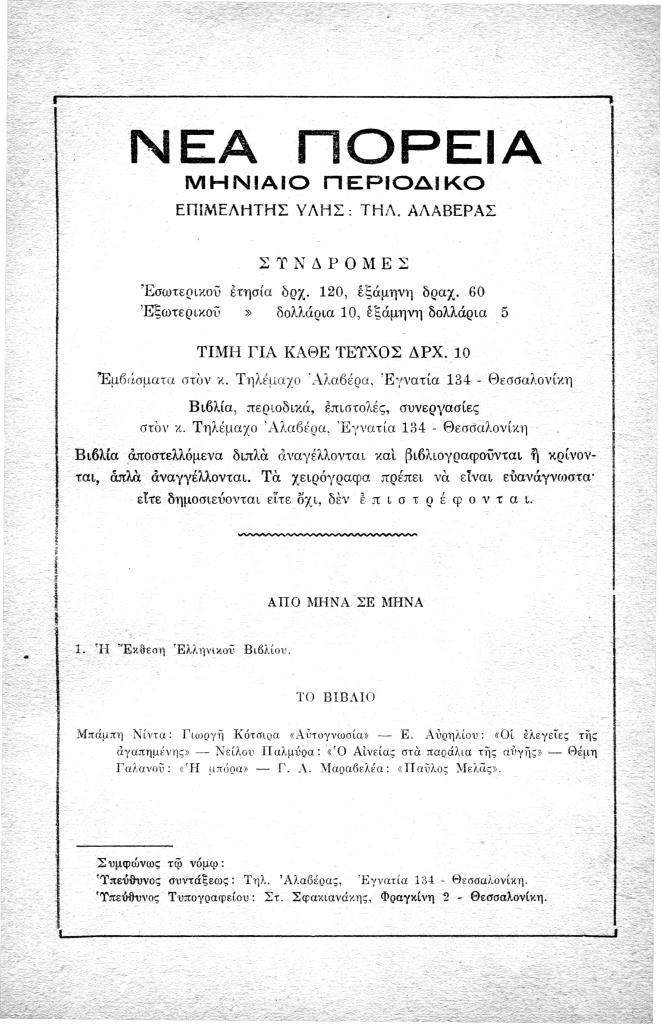 ΝΕΑ ΠΟΡΕΙΑ
ΜΗΝΙΑΙΟ ΠΕΡΙΟΔΙΚΟ
ΕΠΙΜΕΛΗΤΗΣ ΥΛΗΣ : ΤΗΛ. ΑΛΑΒΕΡΑΣ
ΣΥΝΔΡΟΜΕΣ
Ἐσωτερικοῦ ἐτησία δρχ. 120, ἑξάμηνη δραχ. 60
Ἐξωτερικοῦ » δολλάρια 10, ἑξάμηνη δολλάρια 5
ΤΙΜΗ ΓΙΑ ΚΑΘΕ ΤΕΥΧΟΣ ΔΡΧ. 10
Ἐμβάσματα στὸν κ. Τηλέμαχο Ἀλαβέρα, Ἐγνατία 134 - Θεσσαλονίκη
Βιβλία, περιοδικά, ἐπιστολές, συνεργασίες
στὸν κ. Τηλέμαχο Ἀλαβέρα, Ἐγνατία 134 - Θεσσαλονίκη
Βιβλία ἀποστελλόμενα διπλὰ ἀναγέλλονται καὶ βιβλιογραφοῦνται ἢ κρίνον-
ται, ἁπλὰ ἀναγγέλλονται. Τὰ χειρόγραφα πρέπει νὰ εἶναι εὐανάγνωστα·
εἴτε δημοσιεύονται εἴτε ὄχι, δὲν ἐ π ι σ τ ρ έ φ ο ν τ α ι.
ΑΠΟ ΜΗΝΑ ΣΕ ΜΗΝΑ
1. Ἡ Ἔκθεση Ἑλληνικοῦ Βιβλίου.
ΤΟ ΒΙΒΛΙΟ
Μπάμπη Νίντα: Γιωργῆ Κότσιρα «Αὐτογνωσία» — Ε. Αὐρηλίου: «Οἱ ἐλεγεῖες τῆς
ἀγαπημένης» — Νείλου Παλμύρα: «Ὁ Αἰνείας στὰ παράλια τῆς αὐγῆς» — Θέμη
Γαλανοῦ: «Ἡ μπόρα» — Γ. Α. Μαραβελέα: «Παῦλος Μελᾶς».
Συμφώνως τῷ νόμῳ:
Ὑπεύθυνος συντάξεως: Τηλ. Ἀλαβέρας, Ἐγνατία 134 - Θεσσαλονίκη.
Ὑπεύθυνος Τυπογραφείου: Στ. Σφακιανάκης, Φραγκίνη 2 - Θεσσαλονίκη.